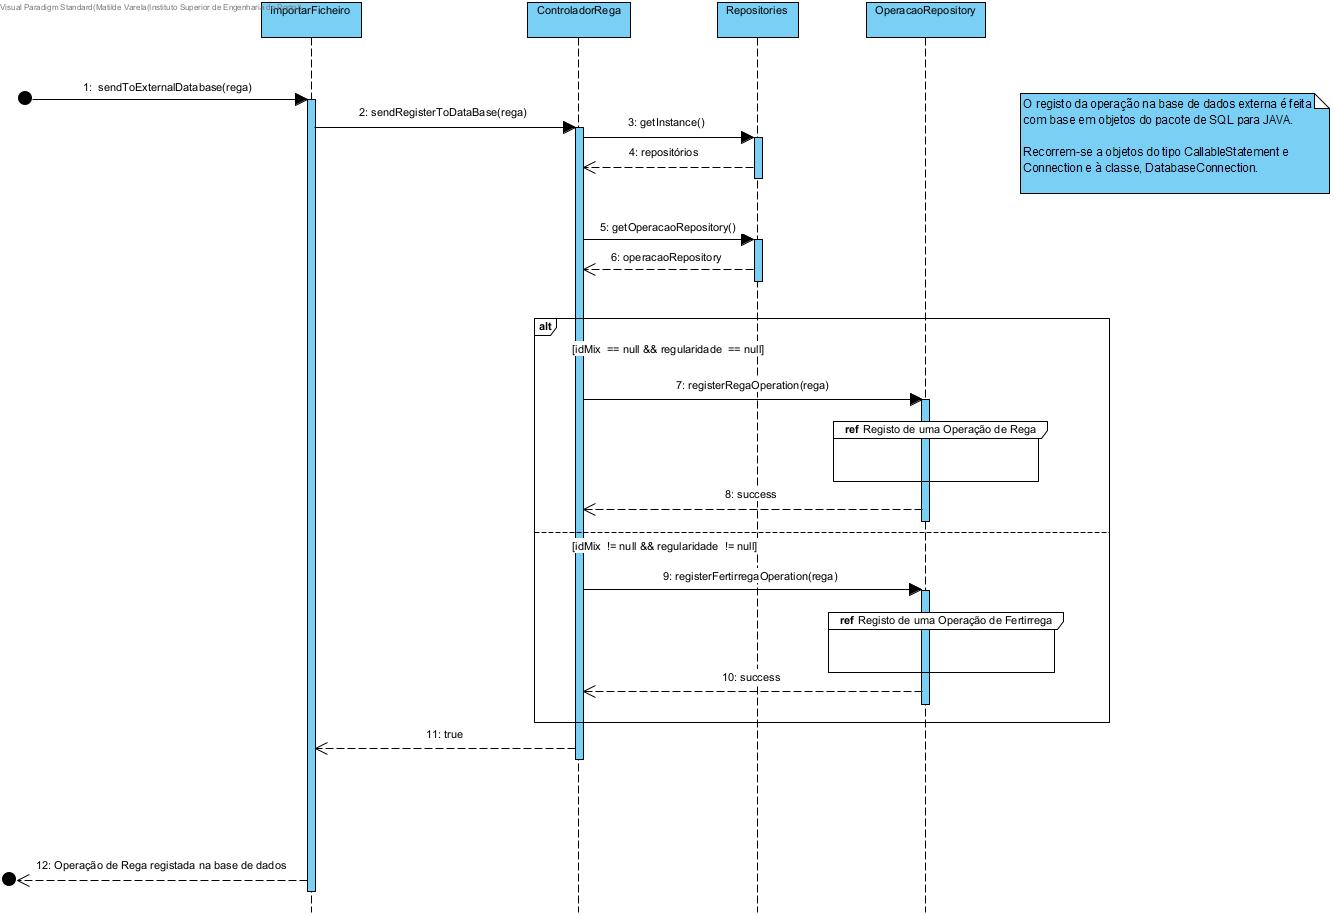 Visual Paradigm Standard(Matilde Varela(Instituto Superior de Engenharia
ImportarFicheiro
ControladorRega
Repositories
OperacaoRepository
1: sendToExternalDatabase(rega)
2: sendRegisterToDataBase(rega)
3: getInstance()
4: repositórios
O registo da operação na base de dados externa é feita
com base em objetos do pacote de SQL para JAVA.
Recorrem-se a objetos do tipo CallableStatement e
Connection e à classe, DatabaseConnection.
5: getOperacaoRepository()
6: operacaoRepository
alt
[idMix == null && regularidade == null]
7: registerRegaOperation(rega)
ref Registo de uma Operação de Rega
8: success
[idMix != null && regularidade != null]
9: registerFertirregaOperation(rega)
ref Registo de uma Operação de Fertirrega
10: success
11: true
12: Operação de Rega registada na base de dados